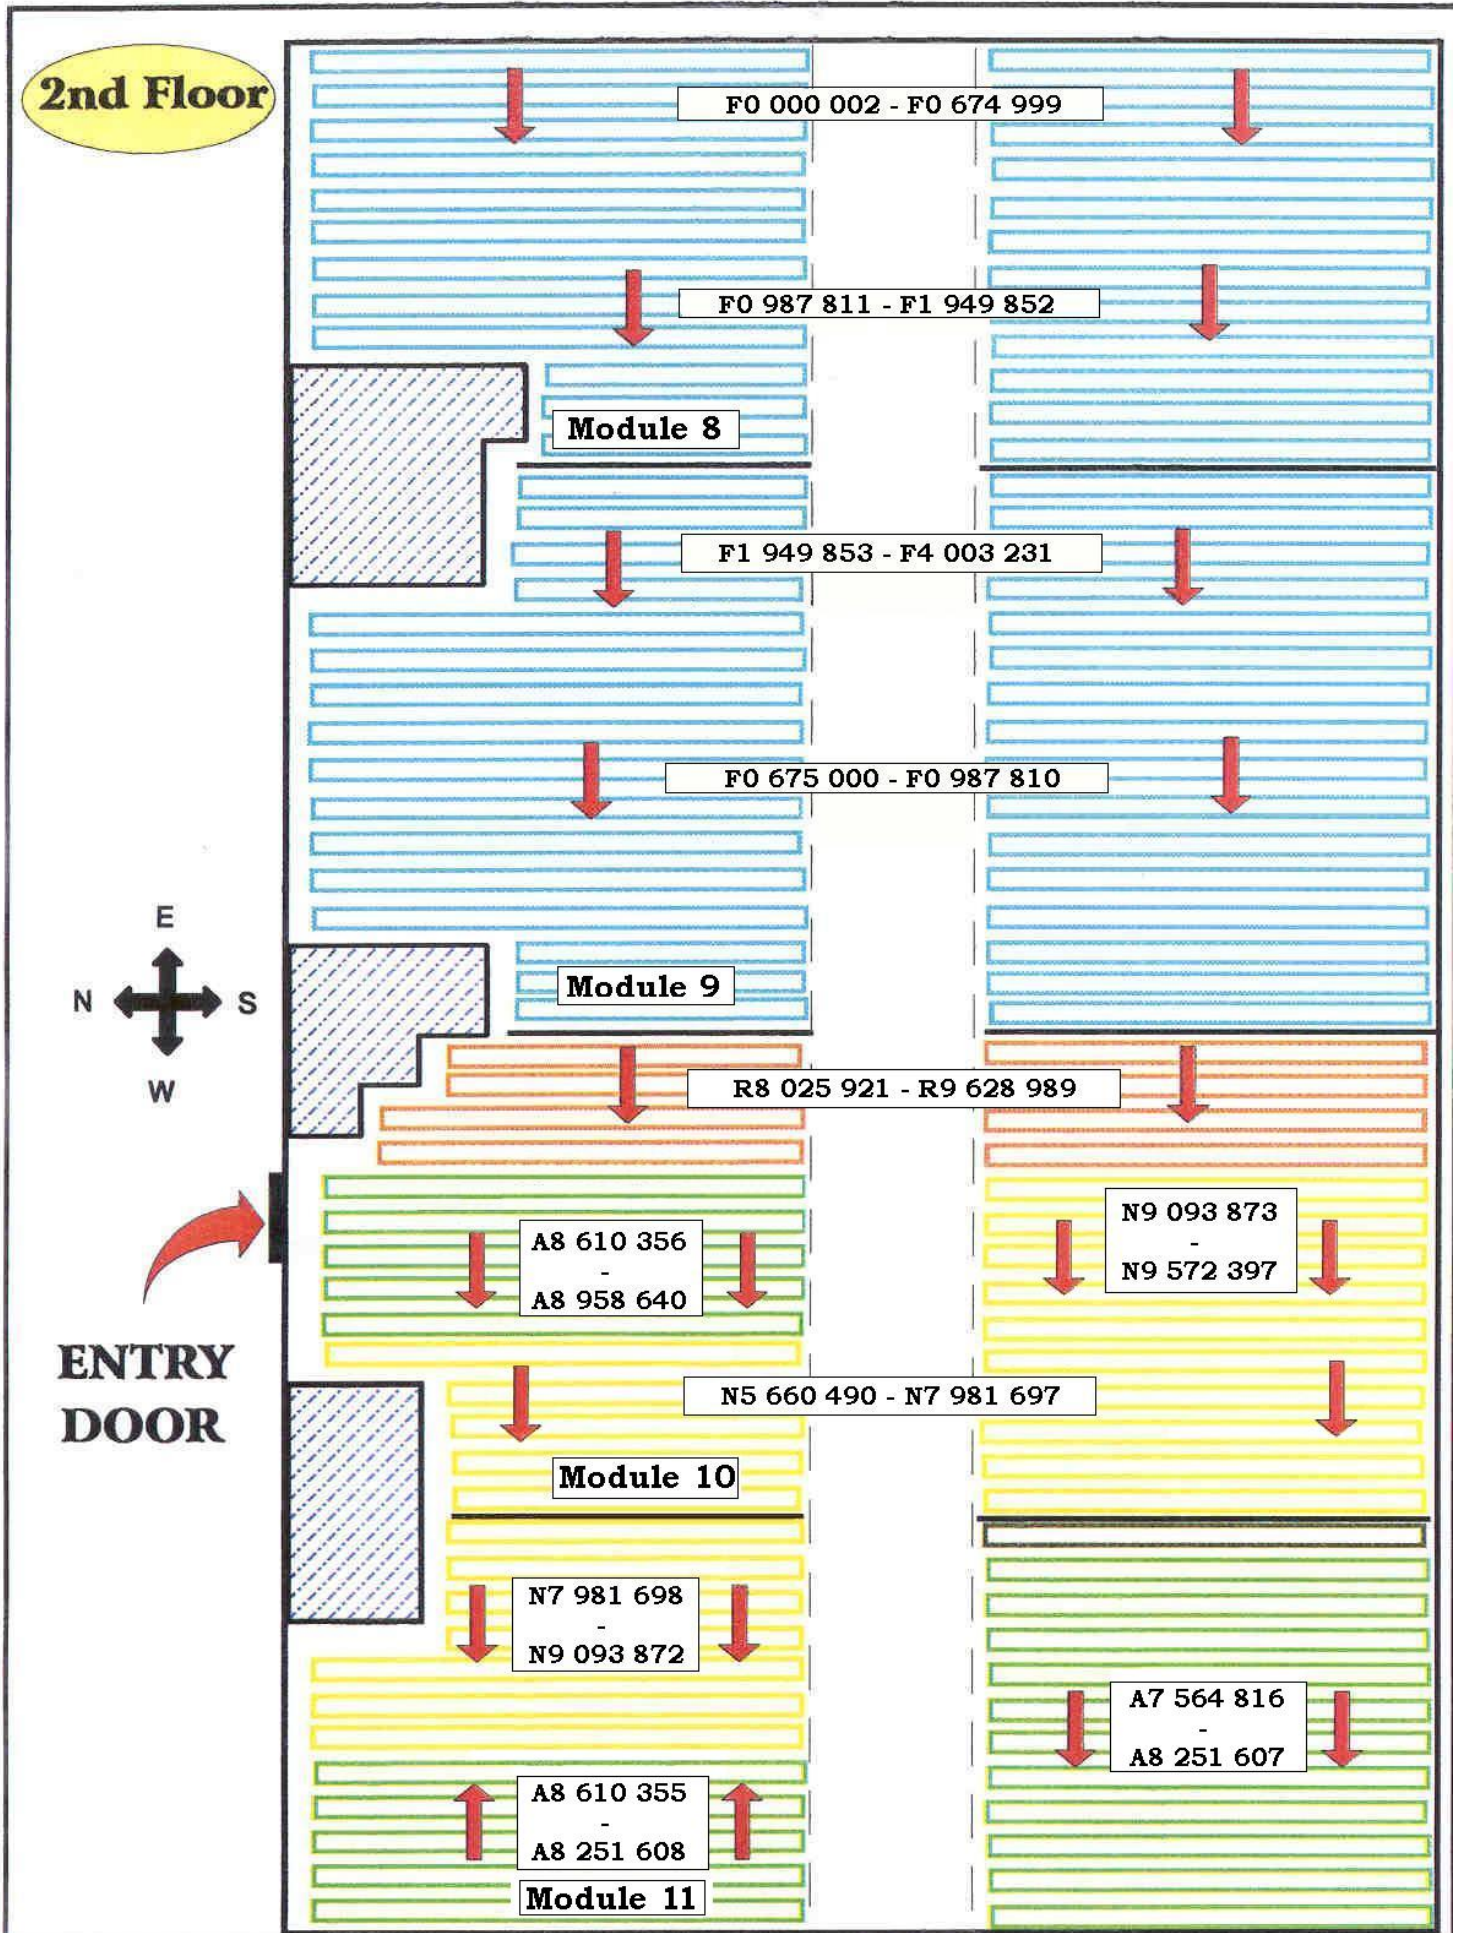 2nd Floor
F0 000 002 - F0 674 999
F0 987 811 - F1 949 852
Module 8
F1 949 853 - F4 003 231
F0 675 000 - F0 987 810
E
N S
W
Module 9
R8 025 921 - R9 628 989
A8 610 356
-
A8 958 640
N9 093 873
-
N9 572 397
ENTRY
DOOR
N5 660 490 - N7 981 697
Module 10
N7 981 698
-
N9 093 872
A7 564 816
-
A8 251 607
A8 610 355
-
A8 251 608
Module 11